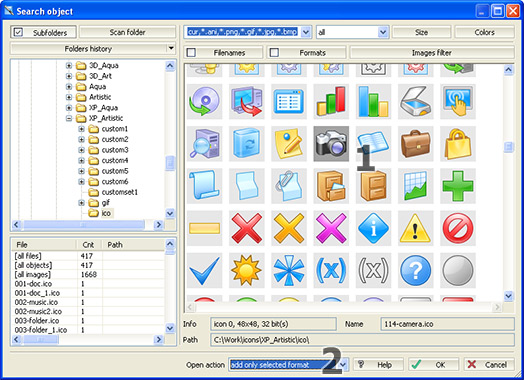 Search object
Subfolders
Scan folder
cur,*.ani,*.png,*.gif,*.jpg,*.bmp
all
Size
Colors
Folders history
Filenames
Formats
Images filter
3D_Aqua
3D_Art
Aqua
Artistic
XP_Aqua
XP_Artistic
custom1
custom2
custom3
custom4
custom5
custom6
customset1
gif
ico
1
(x) (x) ?
File Cnt Path
[all files] 417
[all objects] 417
[all images] 1668
001-doc.ico 1
001-doc_1.ico 1
002-music.ico 1
002-music2.ico 1
003-folder.ico 1
003-folder_1.ico 1
Info icon 0, 48x48, 32 bit(s) Name 114-camera.ico
Path C:\Work\icons\XP_Artistic\ico\
Open action add only selected format 2 ? Help OK Cancel